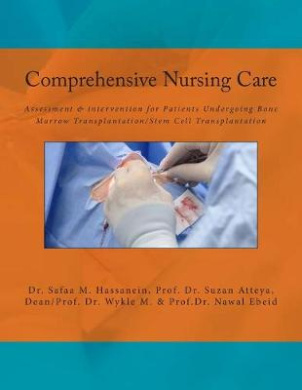 Comprehensive Nursing Care
Assessment & intervention for Patients Undergoing Bone
Marrow Transplantation/Stem Cell Transplantation
Dr. Safaa M. Hassanein, Prof. Dr. Suzan Atteya,
Dean/Prof. Dr. Wykle M. & Prof.Dr. Nawal Ebeid